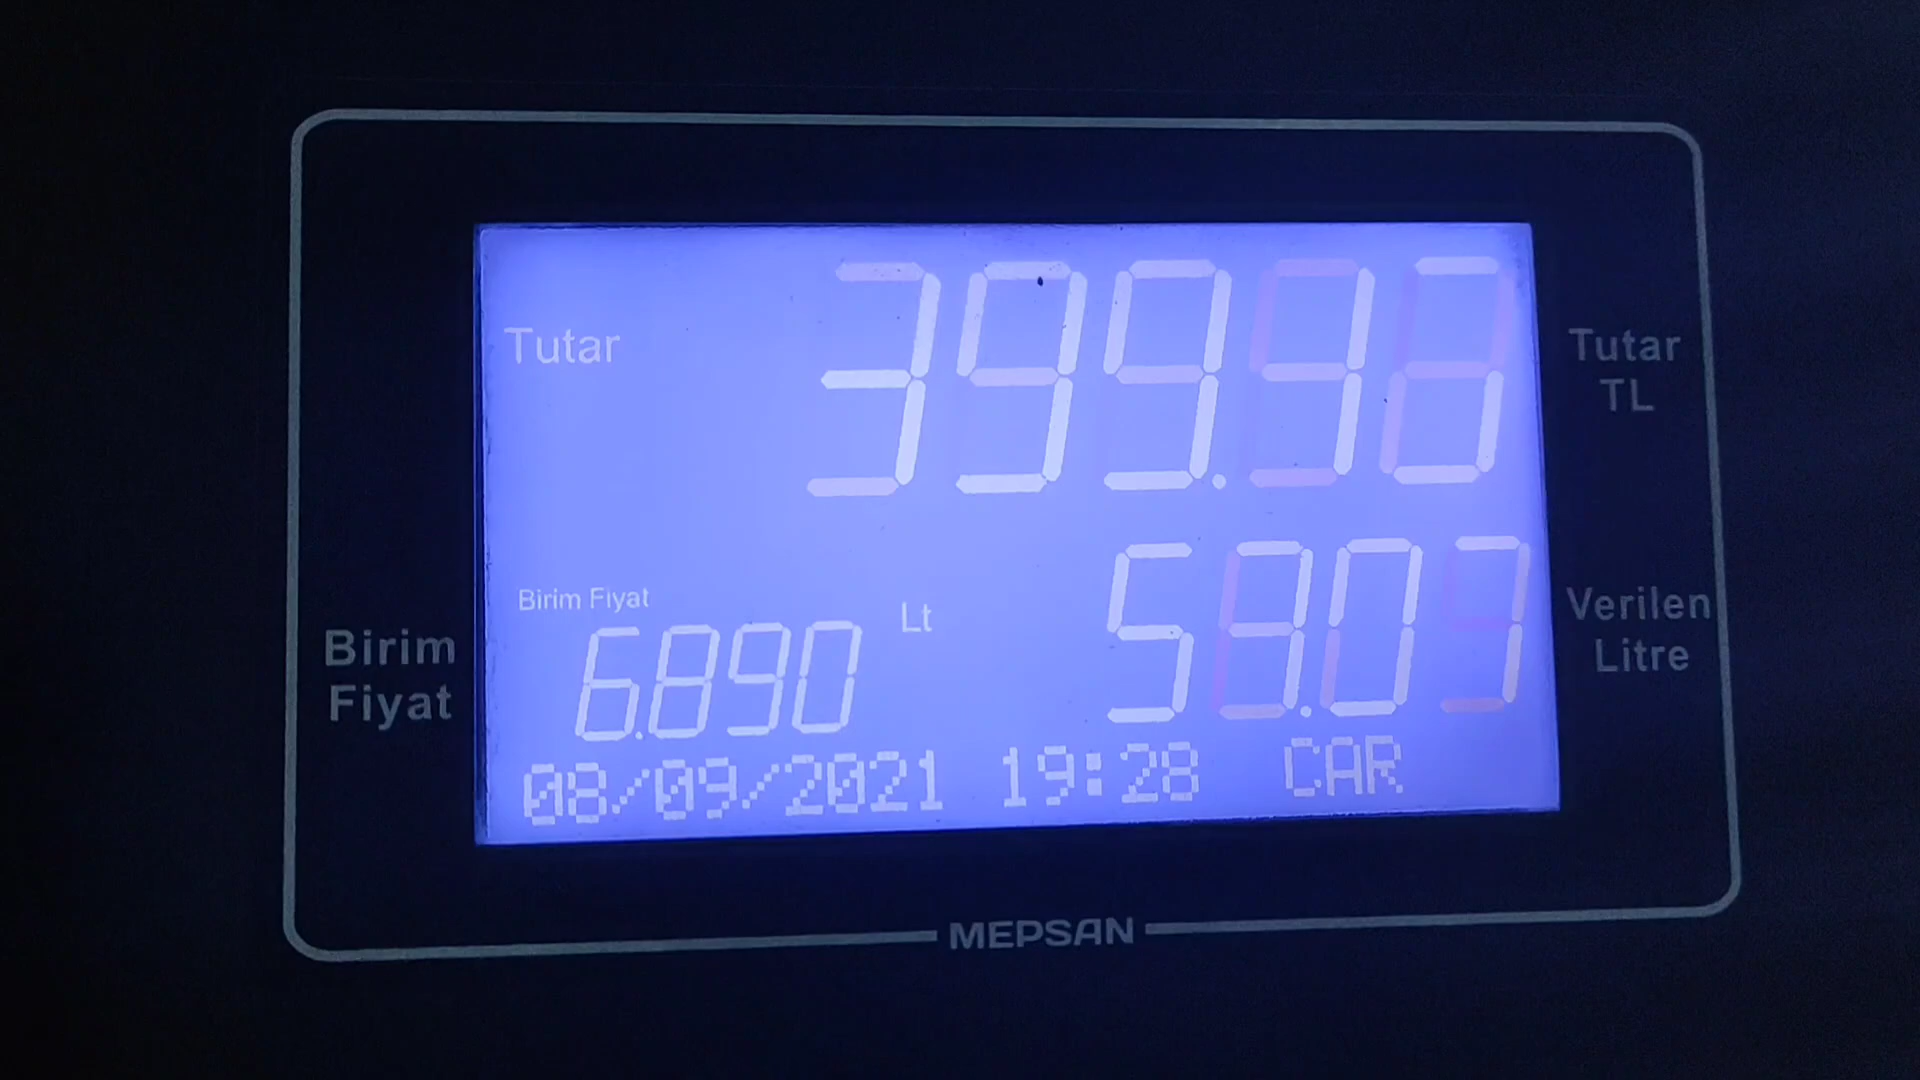 Tutar
Tutar
TL
Birim Fiyat
Lt
6.890
Birim
Fiyat
Verilen
Litre
08/09/2021 19:28 CAR
MEPSAN